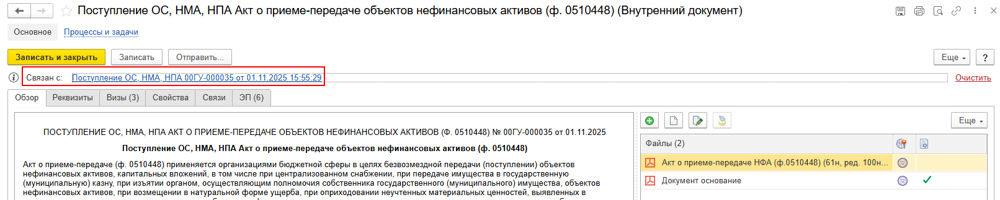 Поступление ОС, НМА, НПА Акт о приеме-передаче объектов нефинансовых активов (ф. 0510448) (Внутренний документ)
Основное Процессы и задачи
Записать и закрыть Записать Отправить... Еще ?
Связан с: Поступление ОС, НМА, НПА 00ГУ-000035 от 01.11.2025 15:55:29 Очистить
Обзор Реквизиты Визы (3) Свойства Связи ЭП (6)
Еще
ПОСТУПЛЕНИЕ ОС, НМА, НПА АКТ О ПРИЕМЕ-ПЕРЕДАЧЕ ОБЪЕКТОВ НЕФИНАНСОВЫХ АКТИВОВ (Ф. 0510448) № 00ГУ-000035 от 01.11.2025
Поступление ОС, НМА, НПА Акт о приеме-передаче объектов нефинансовых активов (ф. 0510448)
Акт о приеме-передаче (ф. 0510448) применяется организациями бюджетной сферы в целях безвозмездной передачи (поступлении) объектов
нефинансовых активов, капитальных вложений, в том числе при централизованном снабжении, при передаче имущества в государственную
(муниципальную) казну, при изъятии органом, осуществляющим полномочия собственника государственного (муниципального) имущества, объектов
нефинансовых активов, при возмещении в натуральной форме ущерба, при оприходовании неучтенных материальных ценностей, выявленных в
Файлы (2)
Акт о приеме-передаче НФА (ф.0510448) (61н, ред. 100н...
Документ основание